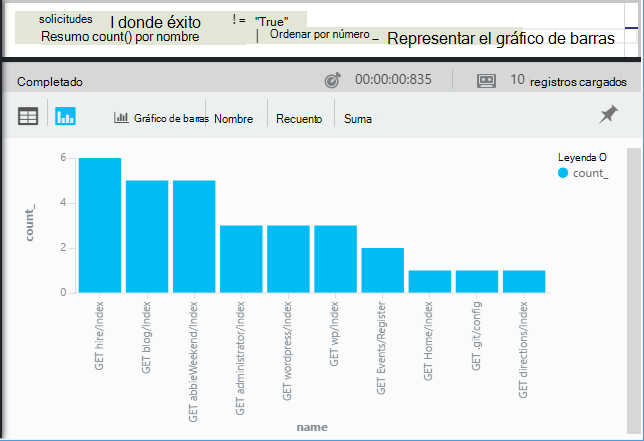 solicitudes | donde éxito != "True"
Resumo count() por nombre | Ordenar por número _ Representar el gráfico de barras
Completado 00:00:00:835 10 registros cargados
Gráfico de barras Nombre Recuento Suma
Leyenda O
count_
6
4
2
0
count_
GET hire/Index
GET blog/Index
GET abbieWeekend/Index
GET administrator/Index
GET wordpress/Index
GET wp/Index
GET Events/Register
GET Home/Index
GET .git/config
GET directions/Index
name